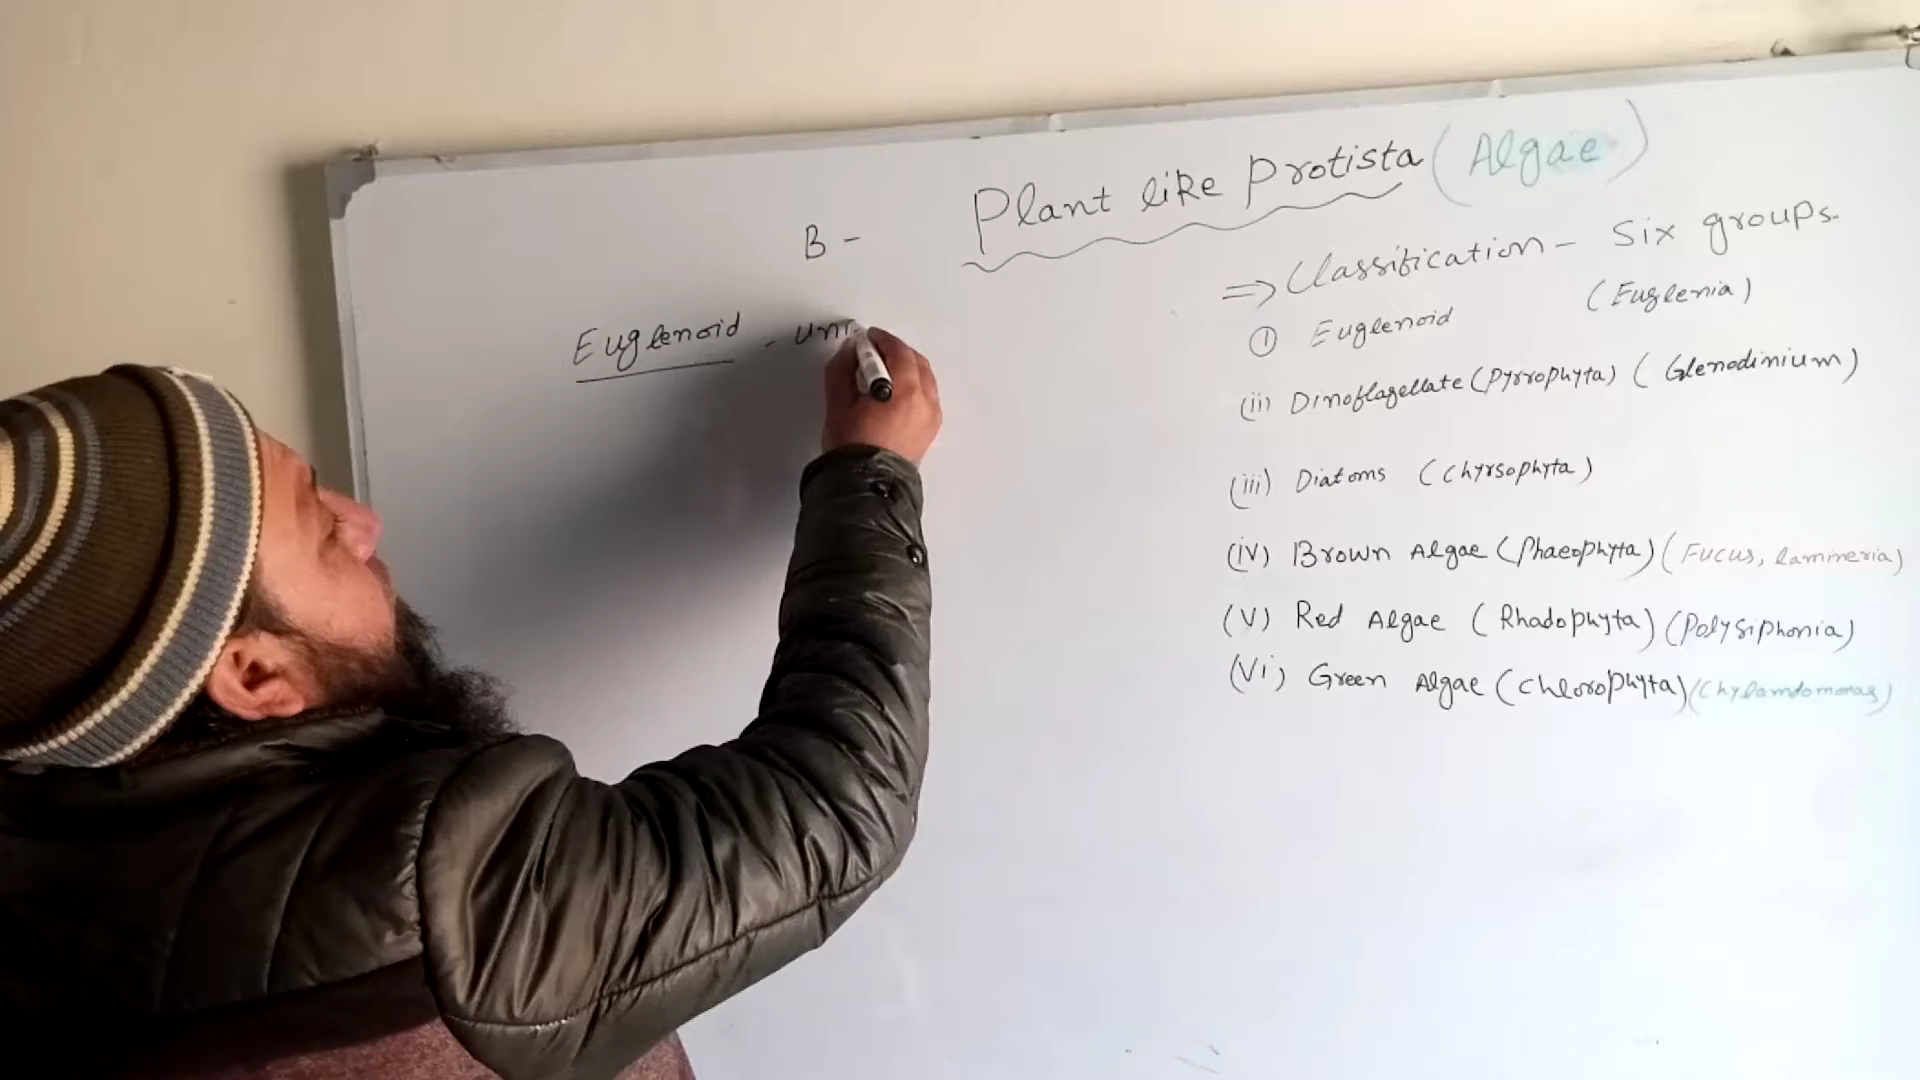 Plant like Protista (Algae)
B -
⇒ Classification - Six groups.
① Euglenoid (Euglenia)
Euglenoid - uni
(ii) Dinoflagellate (Pyrrophyta) (Glenodinium)
(iii) Diatoms (Chyrsophyta)
(iv) Brown Algae (Phaeophyta) (Fucus, lamineria)
(V) Red Algae (Rhadophyta) (Polysiphonia)
(Vi) Green Algae (Chlorophyta) (Chylamdomonas)